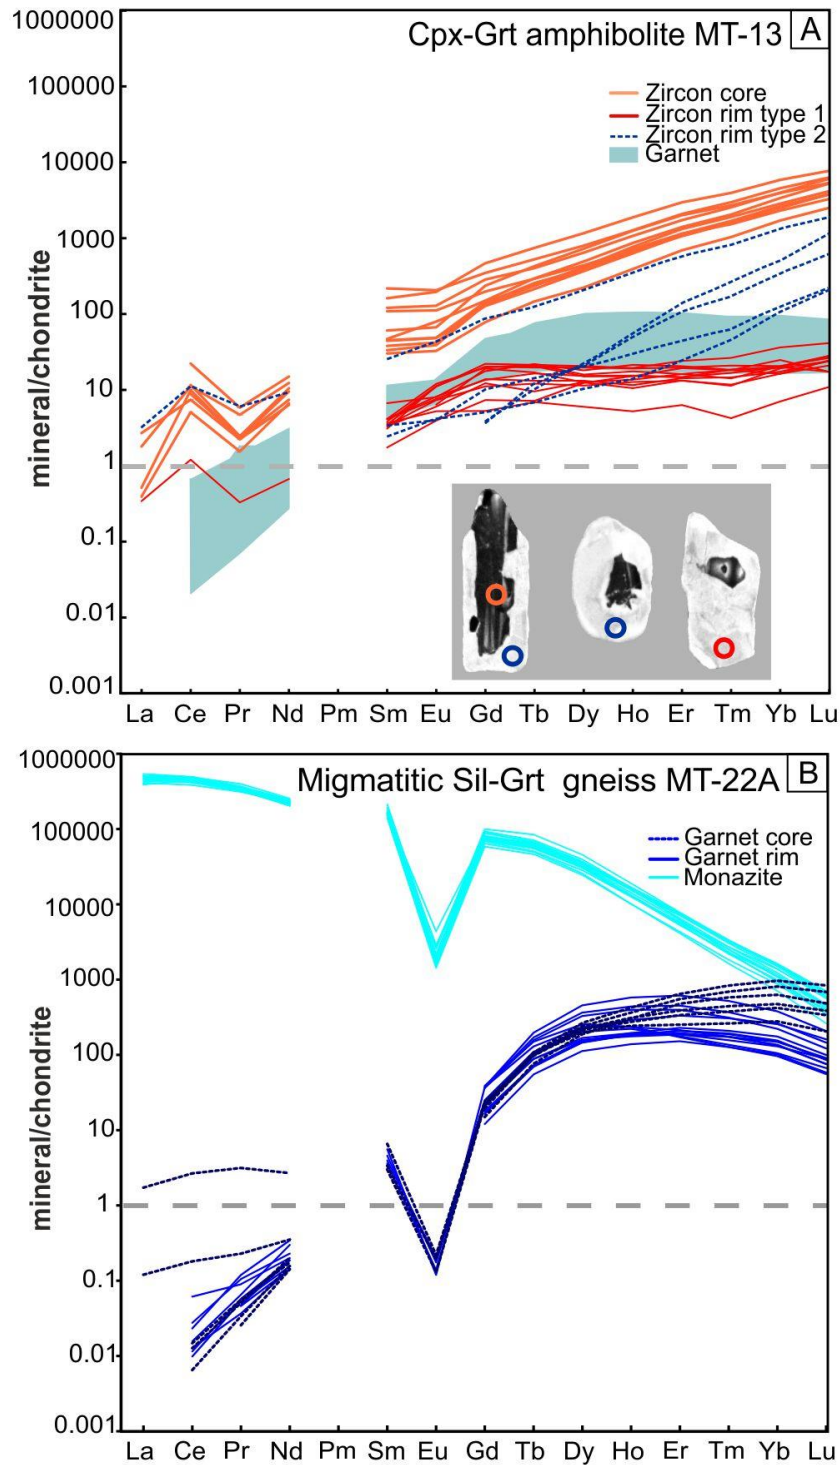 Cpx-Grt amphibolite MT-13
A
Zircon core
Zircon rim type 1
Zircon rim type 2
Garnet
mineral/chondrite
1000000
100000
10000
1000
100
10
1
0.1
0.01
0.001
La Ce Pr Nd Pm Sm Eu Gd Tb Dy Ho Er Tm Yb Lu
Migmatitic Sil-Grt gneiss MT-22A
B
Garnet core
Garnet rim
Monazite
mineral/chondrite
1000000
100000
10000
1000
100
10
1
0.1
0.01
0.001
La Ce Pr Nd Pm Sm Eu Gd Tb Dy Ho Er Tm Yb Lu